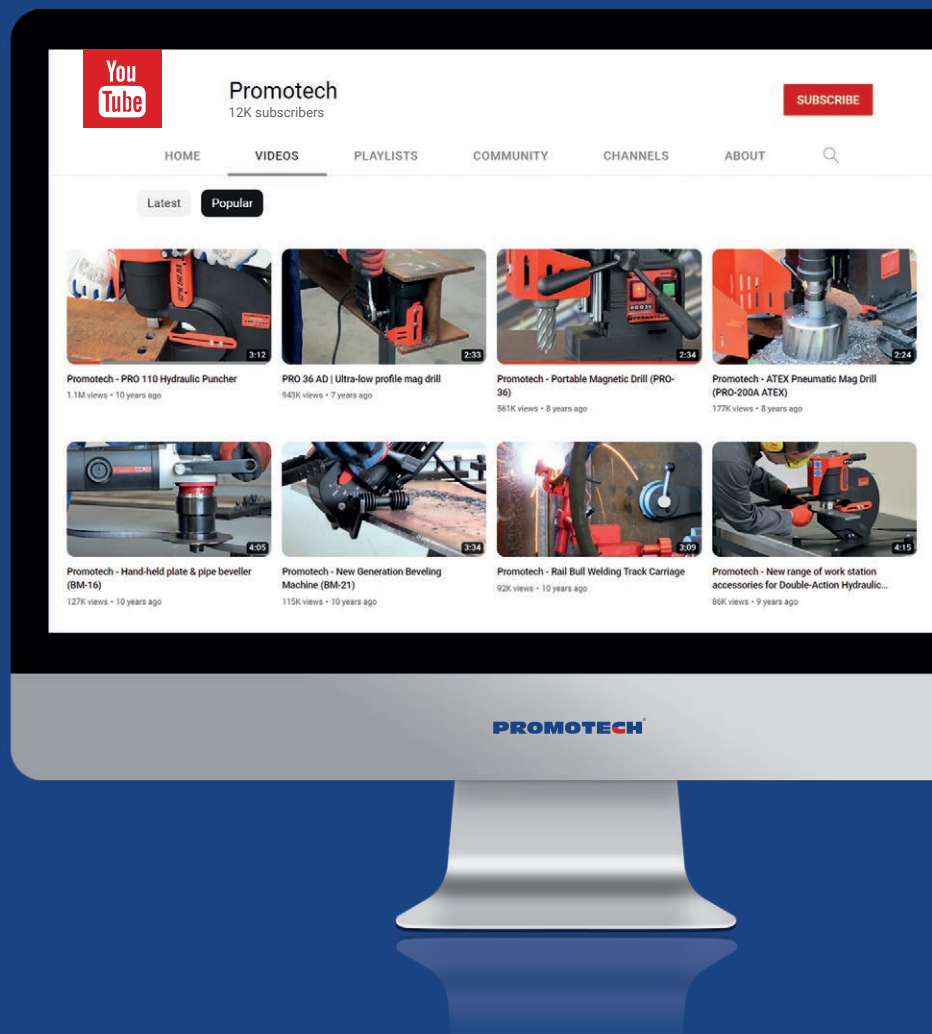 You
Tube
Promotech
12K subscribers
SUBSCRIBE
HOME VIDEOS PLAYLISTS COMMUNITY CHANNELS ABOUT
Latest Popular
3:12 2:33 2:34 2:24
Promotech - PRO 110 Hydraulic Puncher
1.1M views • 10 years ago
PRO 36 AD | Ultra-low profile mag drill
943K views • 7 years ago
Promotech - Portable Magnetic Drill (PRO-
36)
561K views • 8 years ago
Promotech - ATEX Pneumatic Mag Drill
(PRO-200A ATEX)
177K views • 8 years ago
4:05 3:34 3:09 4:15
Promotech - Hand-held plate & pipe beveller
(BM-16)
127K views • 10 years ago
Promotech - New Generation Beveling
Machine (BM-21)
115K views • 10 years ago
Promotech - Rail Bull Welding Track Carriage
92K views • 10 years ago
Promotech - New range of work station
accessories for Double-Action Hydraulic...
86K views • 9 years ago
PROMOTECH